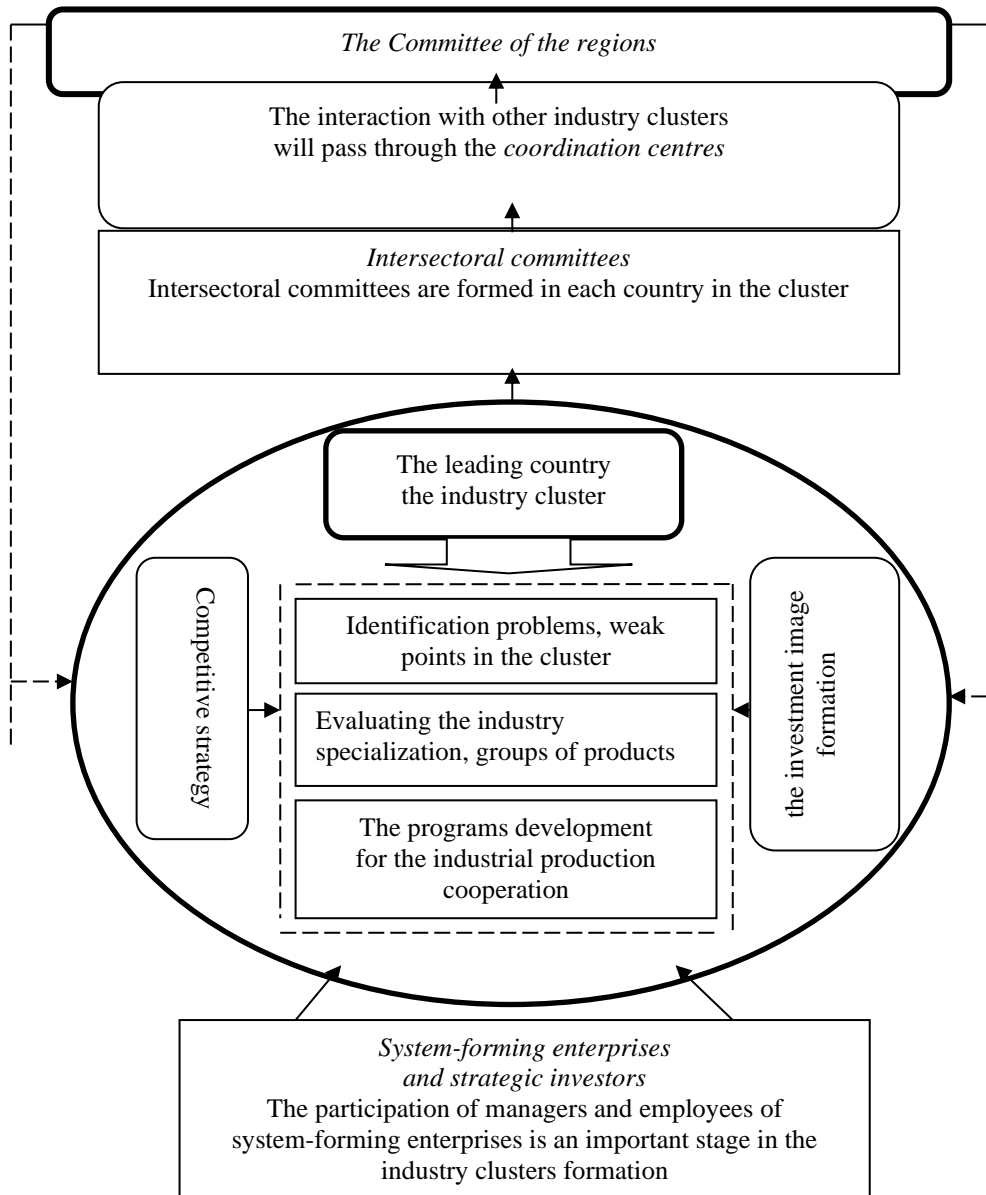 The Committee of the regions
The interaction with other industry clusters
will pass through the coordination centres
Intersectoral committees
Intersectoral committees are formed in each country in the cluster
The leading country
the industry cluster
Competitive strategy
Identification problems, weak
points in the cluster
Evaluating the industry
specialization, groups of products
The programs development
for the industrial production
cooperation
the investment image
formation
System-forming enterprises
and strategic investors
The participation of managers and employees of
system-forming enterprises is an important stage in the
industry clusters formation